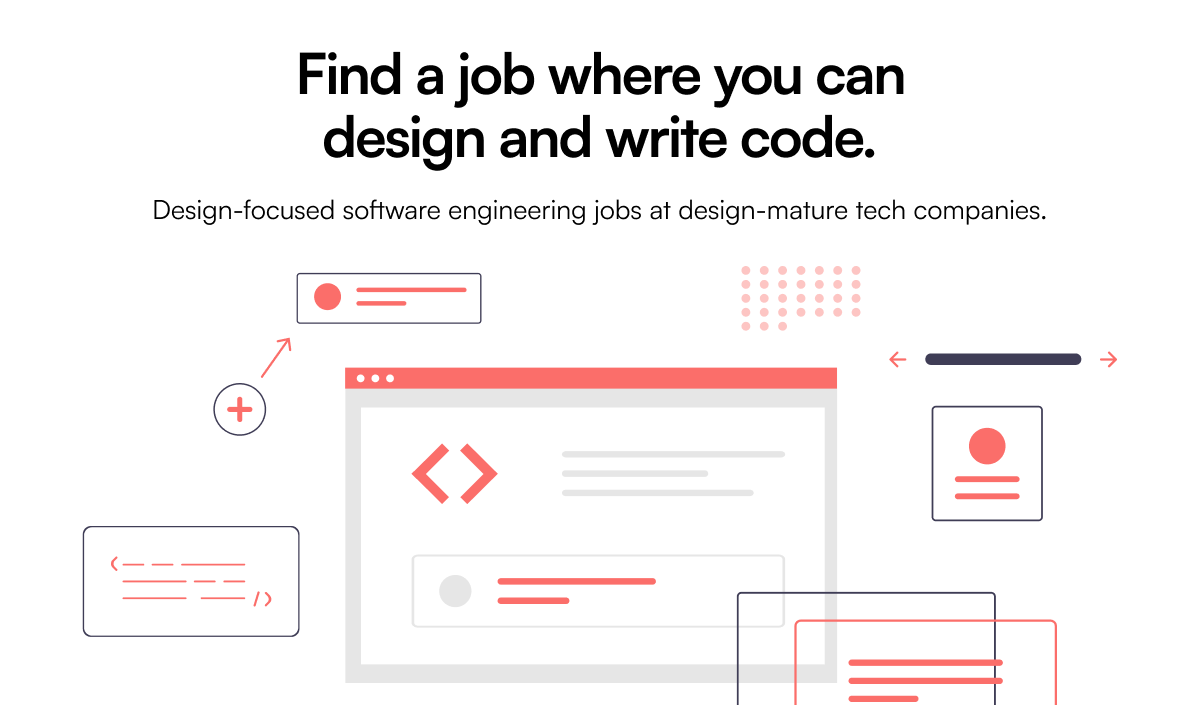 Find a job where you can
design and write code.
Design-focused software engineering jobs at design-mature tech companies.